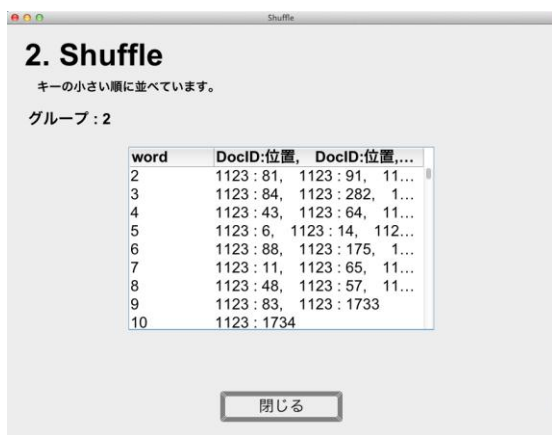 Shuffle
2. Shuffle
キーの小さい順に並べています。
グループ : 2
word DocID:位置, DocID:位置,...
2 1123 : 81, 1123 : 91, 11...
3 1123 : 84, 1123 : 282, 1...
4 1123 : 43, 1123 : 64, 11...
5 1123 : 6, 1123 : 14, 112...
6 1123 : 88, 1123 : 175, 1...
7 1123 : 11, 1123 : 65, 11...
8 1123 : 48, 1123 : 57, 11...
9 1123 : 83, 1123 : 1733
10 1123 : 1734
閉じる